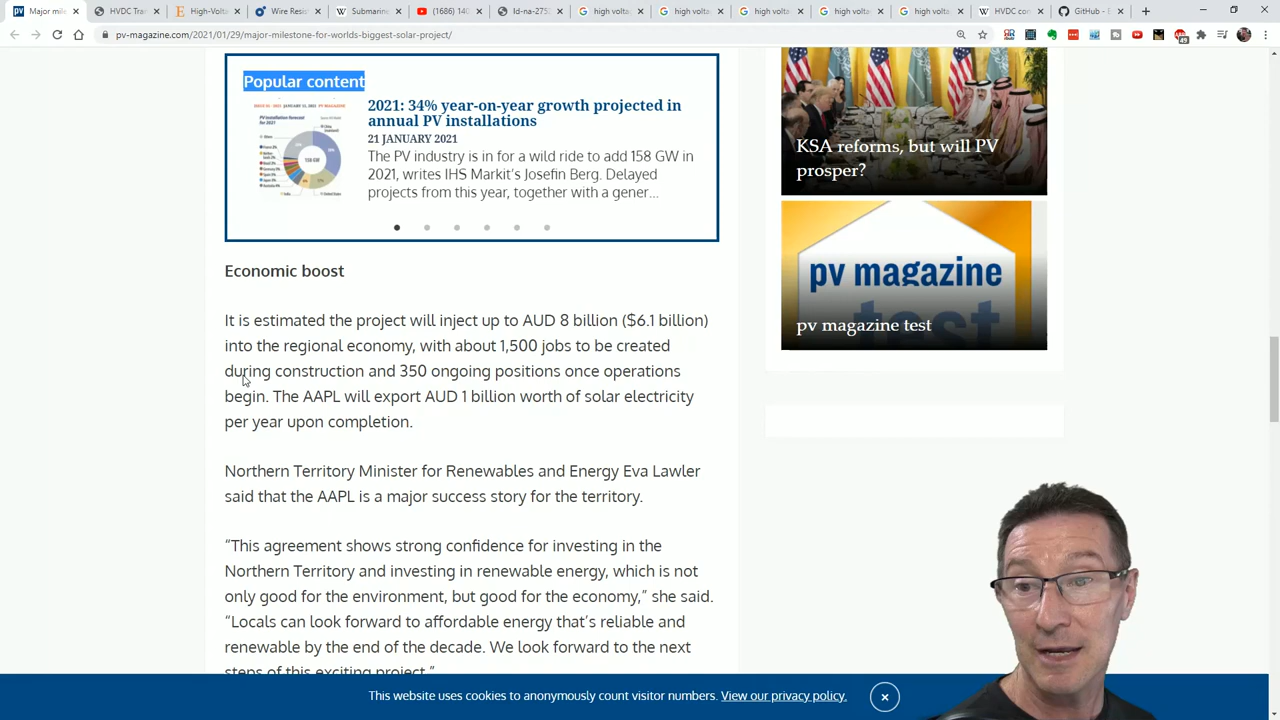 Major mile
HVDC Tran
High-Volta
Wire Resis
Submarine
(1686) 140
ld-na-275
high volta
high volta
high volta
high volta
high volta
HVDC con
GitHub - E
pv-magazine.com/2021/01/29/major-milestone-for-worlds-biggest-solar-project/
Popular content
2021: 34% year-on-year growth projected in
annual PV installations
21 JANUARY 2021
The PV industry is in for a wild ride to add 158 GW in
2021, writes IHS Markit's Josefin Berg. Delayed
projects from this year, together with a gener...
158 GW
KSA reforms, but will PV
prosper?
pv magazine
test
pv magazine test
Economic boost
It is estimated the project will inject up to AUD 8 billion ($6.1 billion)
into the regional economy, with about 1,500 jobs to be created
during construction and 350 ongoing positions once operations
begin. The AAPL will export AUD 1 billion worth of solar electricity
per year upon completion.
Northern Territory Minister for Renewables and Energy Eva Lawler
said that the AAPL is a major success story for the territory.
“This agreement shows strong confidence for investing in the
Northern Territory and investing in renewable energy, which is not
only good for the environment, but good for the economy,” she said.
“Locals can look forward to affordable energy that’s reliable and
renewable by the end of the decade. We look forward to the next
steps of this exciting project.”
This website uses cookies to anonymously count visitor numbers. View our privacy policy.